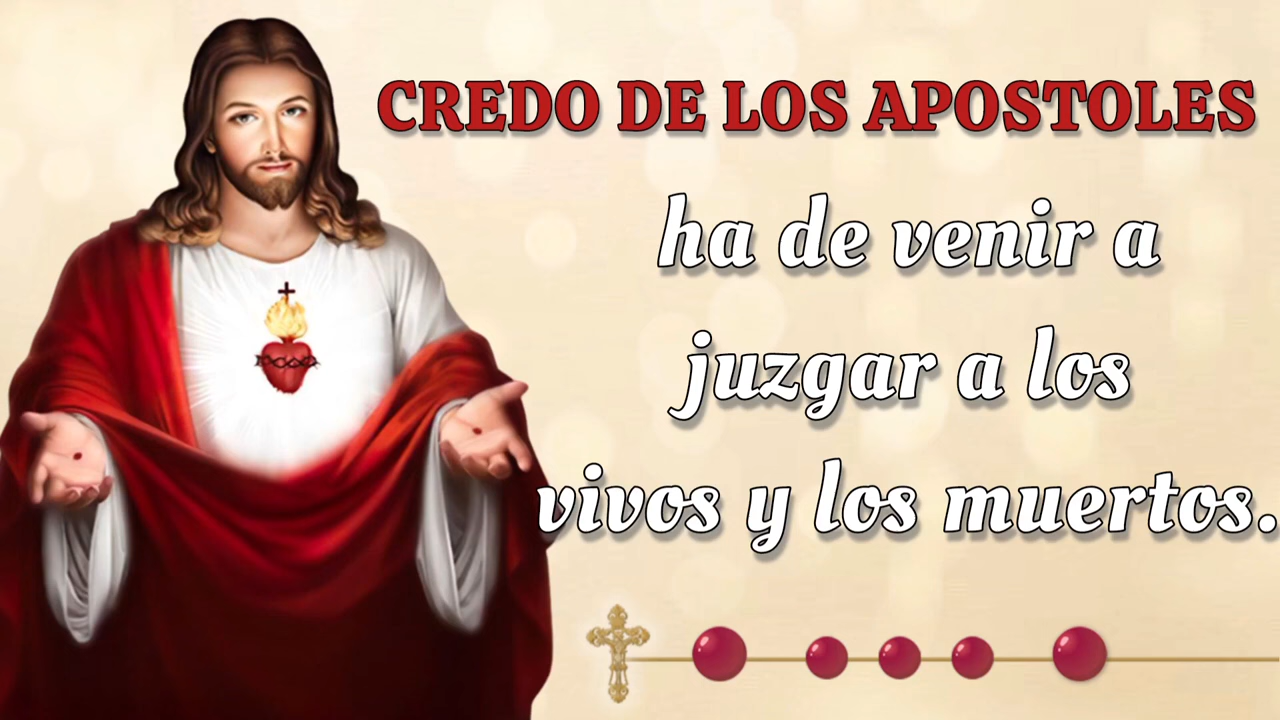 CREDO DE LOS APOSTOLES
ha de venir a
juzgar a los
vivos y los muertos.